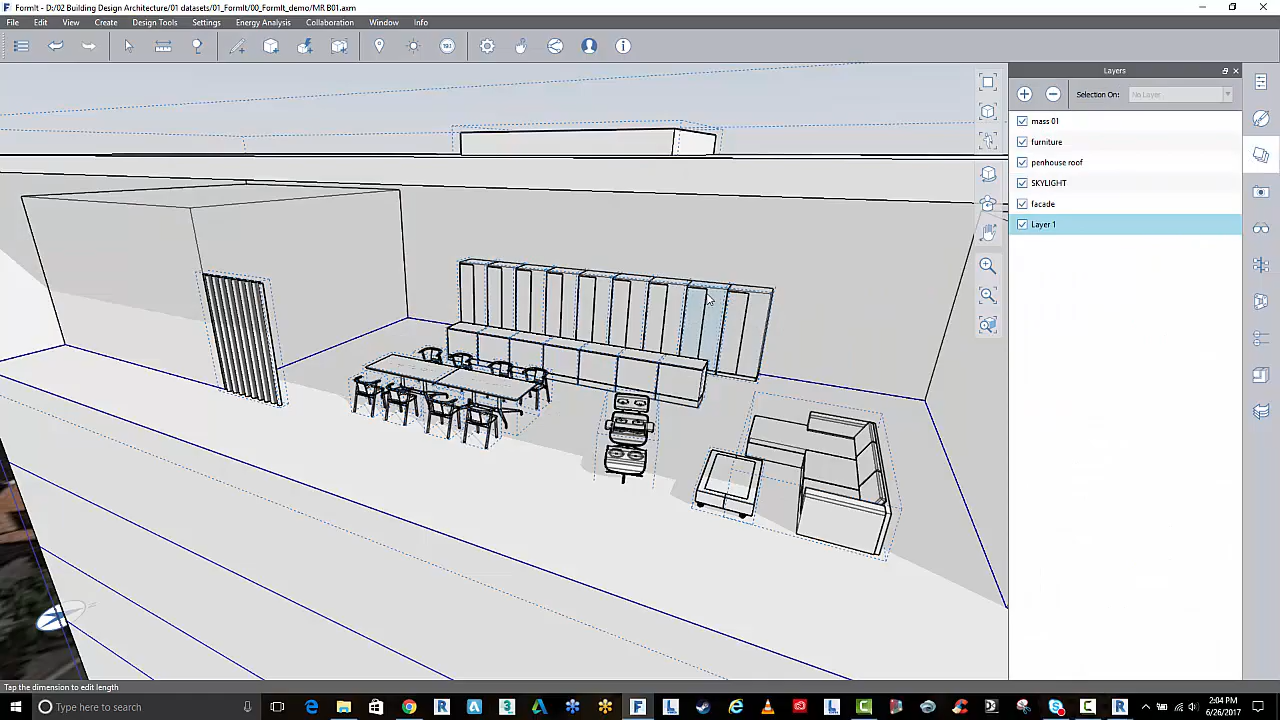 FormIt - D:/02 Building Design Architecture/01 datasets/01_FormIt/00_FormIt_demo/MR B01.axm
File Edit View Create Design Tools Settings Energy Analysis Collaboration Window Info
Layers
Selection On: No Layer
mass 01
furniture
penhouse roof
SKYLIGHT
facade
Layer 1
Tap the dimension to edit length
Type here to search
2:04 PM
6/26/2017